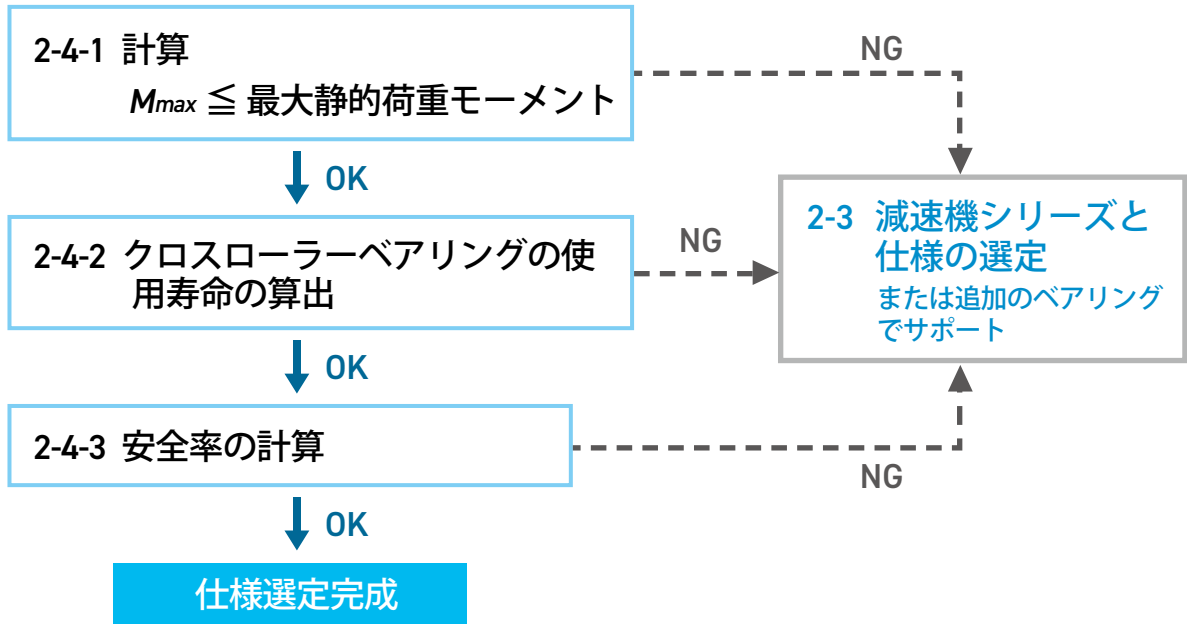 2-4-1 計算
Mmax ≦ 最大静的荷重モーメント
NG
OK
2-4-2 クロスローラーベアリングの使
用寿命の算出
NG
2-3 減速機シリーズと
仕様の選定
または追加のベアリング
でサポート
OK
2-4-3 安全率の計算
NG
OK
仕様選定完成